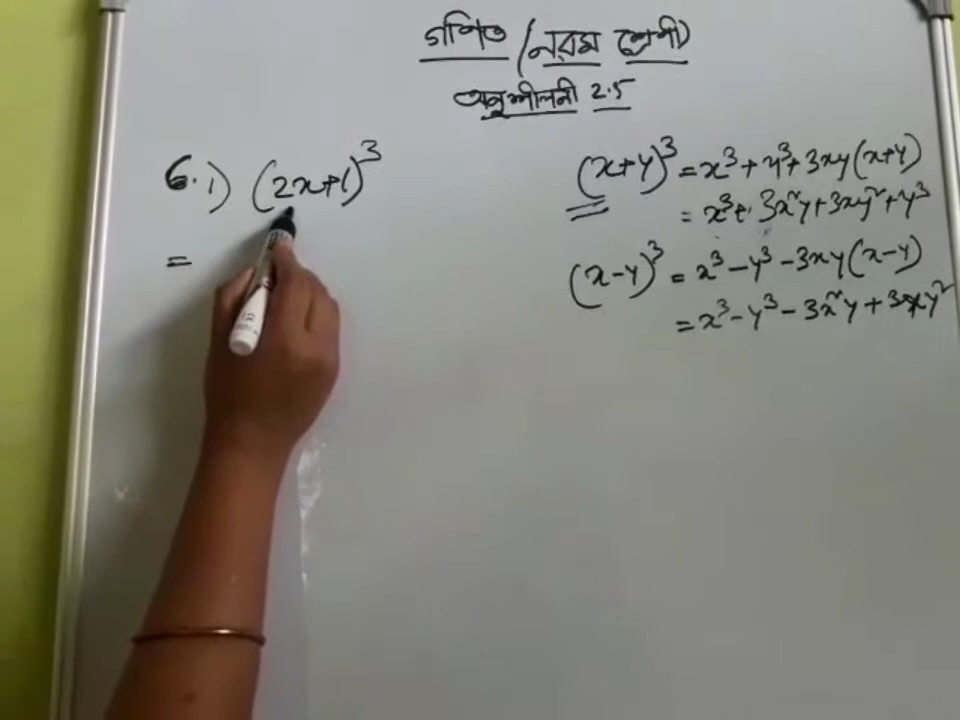 গণিত (নবম শ্রেণী)
অনুশীলনী 2.5
6. i) (2x+1)³
=
(x+y)³ = x³ + y³ + 3xy(x+y)
= x³ + 3x²y + 3xy² + y³
(x-y)³ = x³ - y³ - 3xy(x-y)
= x³ - y³ - 3x²y + 3xy²